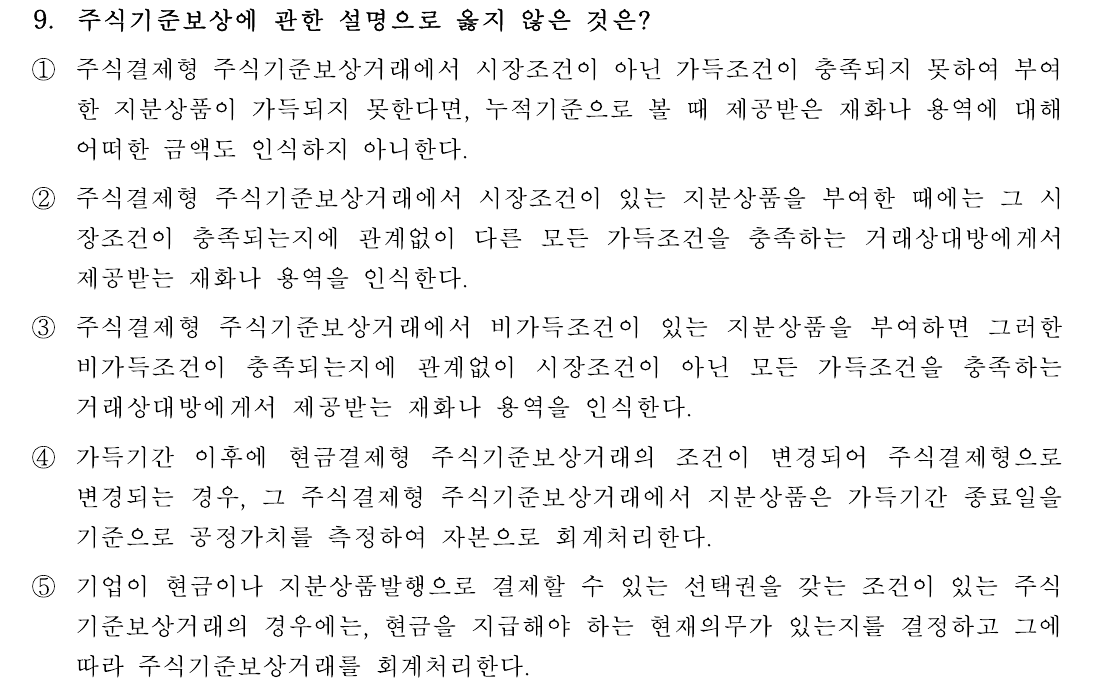 9. 주식기준보상에 관한 설명으로 옳지 않은 것은?
① 주식결제형 주식기준보상거래에서 시장조건이 아닌 가득조건이 충족되지 못하여 부여
한 지분상품이 가득되지 못한다면, 누적기준으로 볼 때 제공받은 재화나 용역에 대해
어떠한 금액도 인식하지 아니한다.
② 주식결제형 주식기준보상거래에서 시장조건이 있는 지분상품을 부여한 때에는 그 시
장조건이 충족되는지에 관계없이 다른 모든 가득조건을 충족하는 거래상대방에게서
제공받는 재화나 용역을 인식한다.
③ 주식결제형 주식기준보상거래에서 비가득조건이 있는 지분상품을 부여하면 그러한
비가득조건이 충족되는지에 관계없이 시장조건이 아닌 모든 가득조건을 충족하는
거래상대방에게서 제공받는 재화나 용역을 인식한다.
④ 가득기간 이후에 현금결제형 주식기준보상거래의 조건이 변경되어 주식결제형으로
변경되는 경우, 그 주식결제형 주식기준보상거래에서 지분상품은 가득기간 종료일을
기준으로 공정가치를 측정하여 자본으로 회계처리한다.
⑤ 기업이 현금이나 지분상품발행으로 결제할 수 있는 선택권을 갖는 조건이 있는 주식
기준보상거래의 경우에는, 현금을 지급해야 하는 현재의무가 있는지를 결정하고 그에
따라 주식기준보상거래를 회계처리한다.